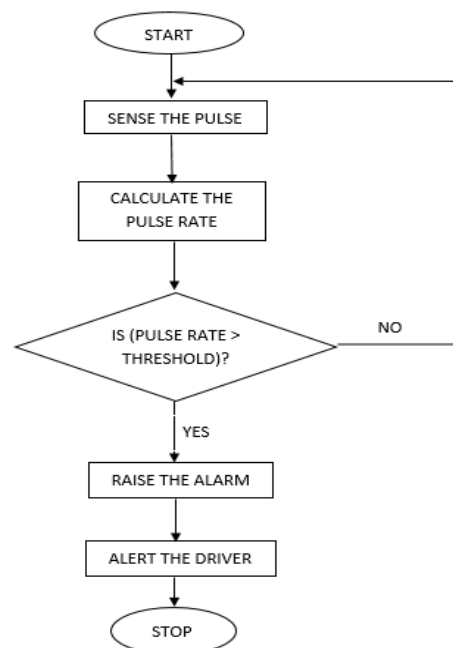 START
SENSE THE PULSE
CALCULATE THE
PULSE RATE
IS (PULSE RATE >
THRESHOLD)?
NO
YES
RAISE THE ALARM
ALERT THE DRIVER
STOP